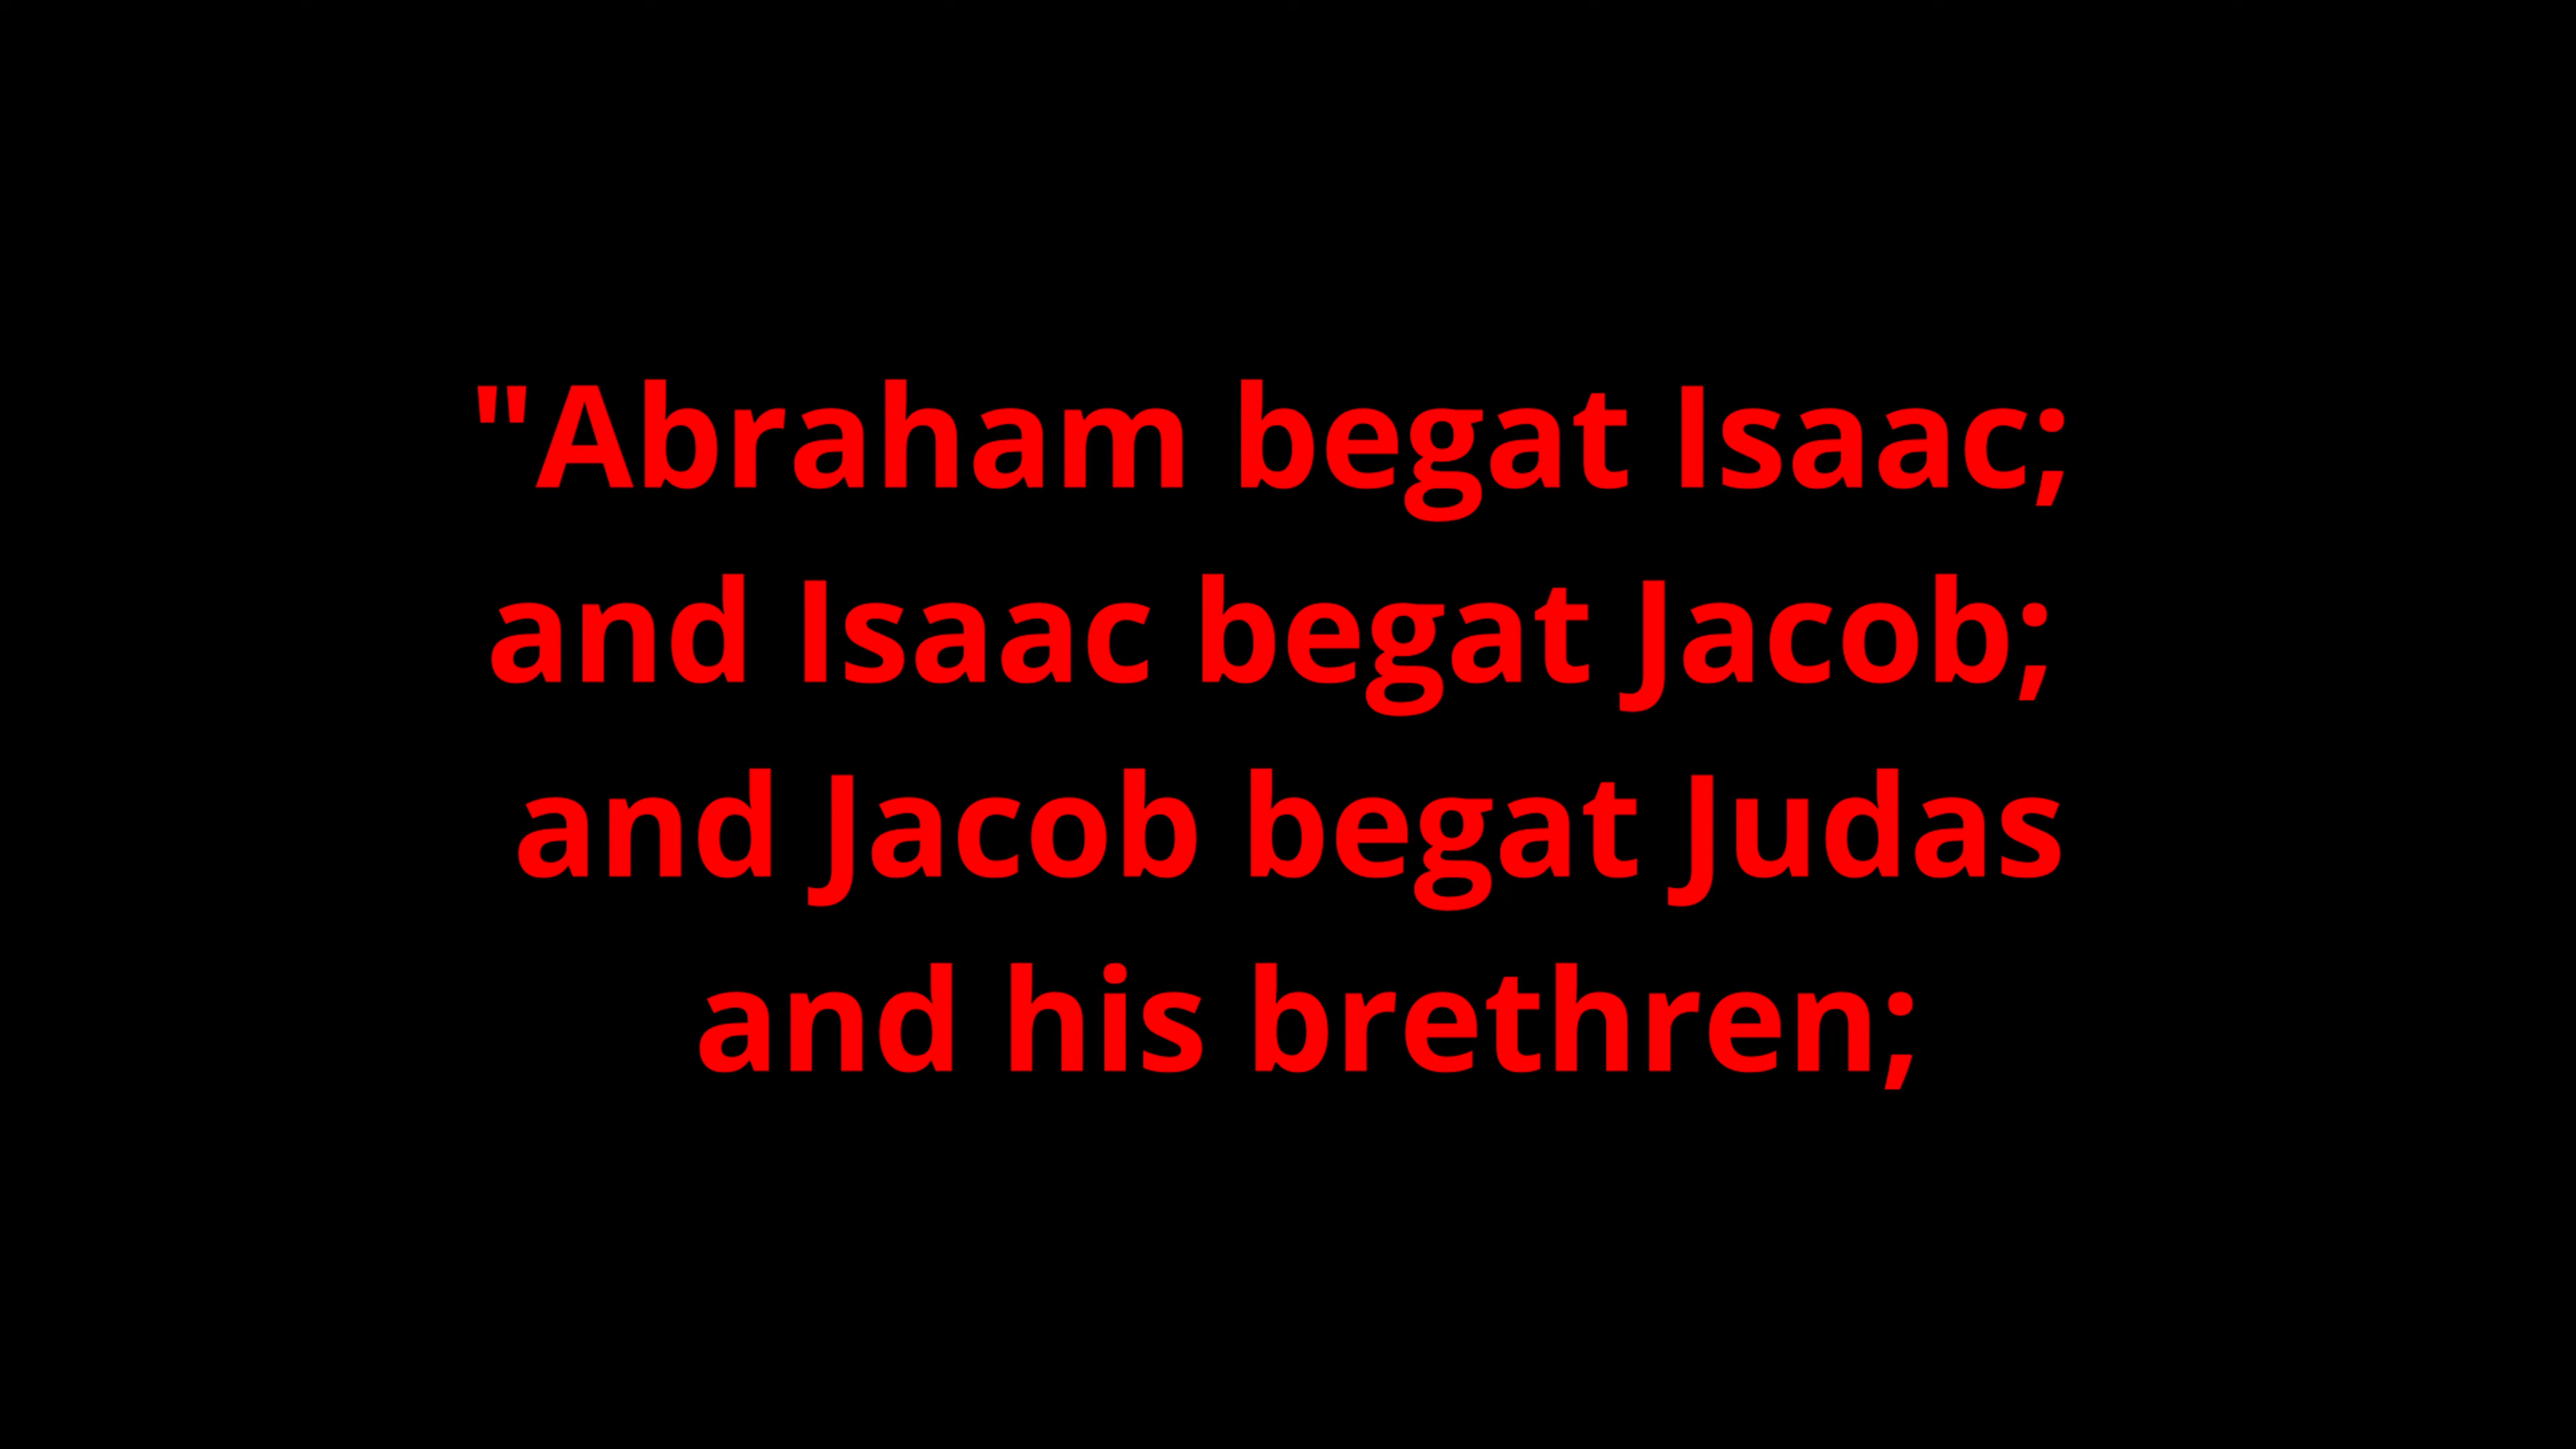 "Abraham begat Isaac;
and Isaac begat Jacob;
and Jacob begat Judas
and his brethren;